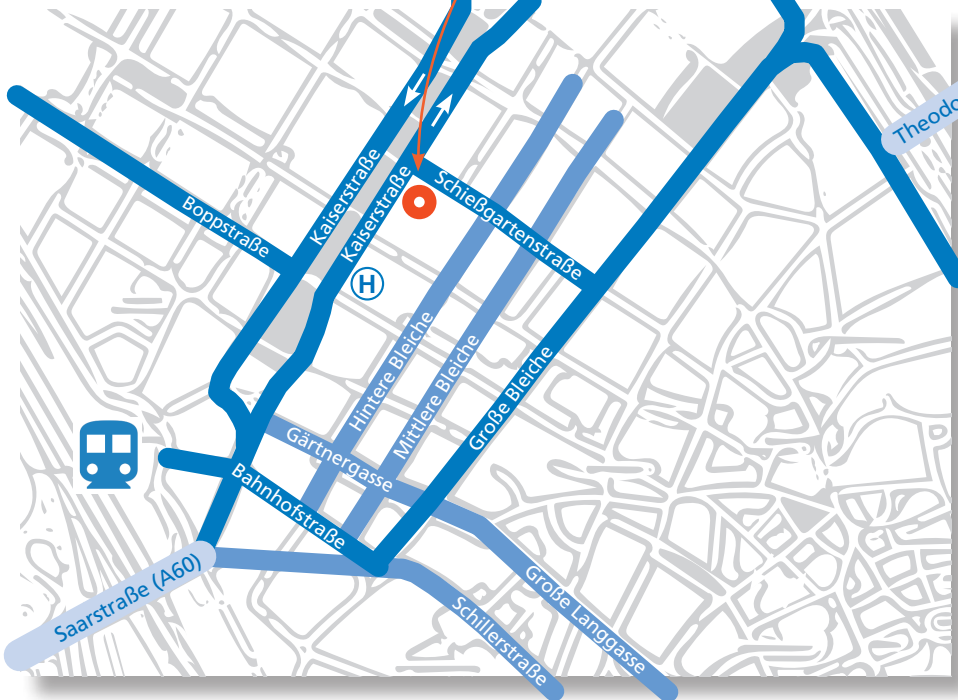 Theodo
Kaiserstraße
Kaiserstraße
Schießgartenstraße
Boppstraße
H
Hintere Bleiche
Mittlere Bleiche
Große Bleiche
Gärtnergasse
Bahnhofstraße
Saarstraße (A60)
Große Langgasse
Schillerstraße